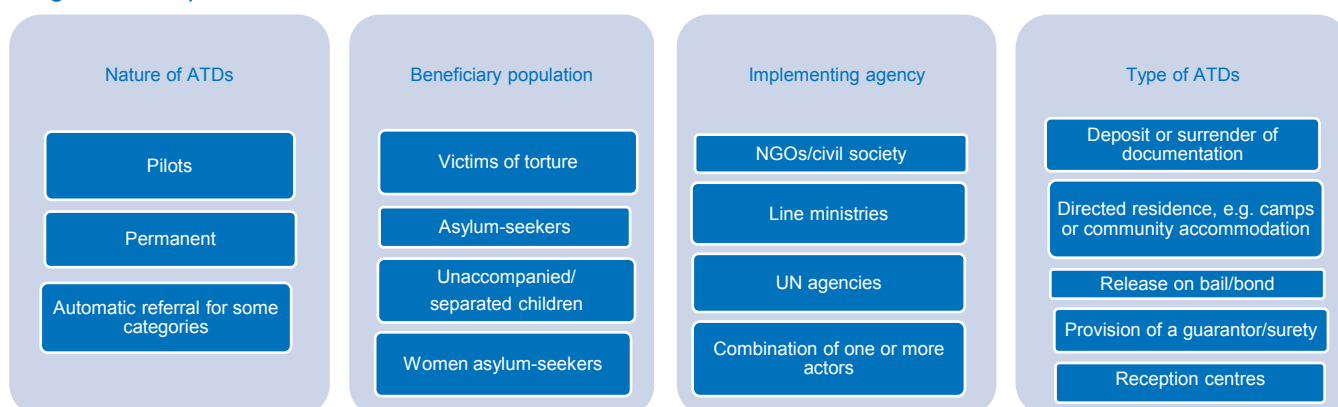 Nature of ATDs
Pilots
Permanent
Automatic referral for some
categories
Beneficiary population
Victims of torture
Asylum-seekers
Unaccompanied/
separated children
Women asylum-seekers
Implementing agency
NGOs/civil society
Line ministries
UN agencies
Combination of one or more
actors
Type of ATDs
Deposit or surrender of
documentation
Directed residence, e.g. camps
or community accommodation
Release on bail/bond
Provision of a guarantor/surety
Reception centres